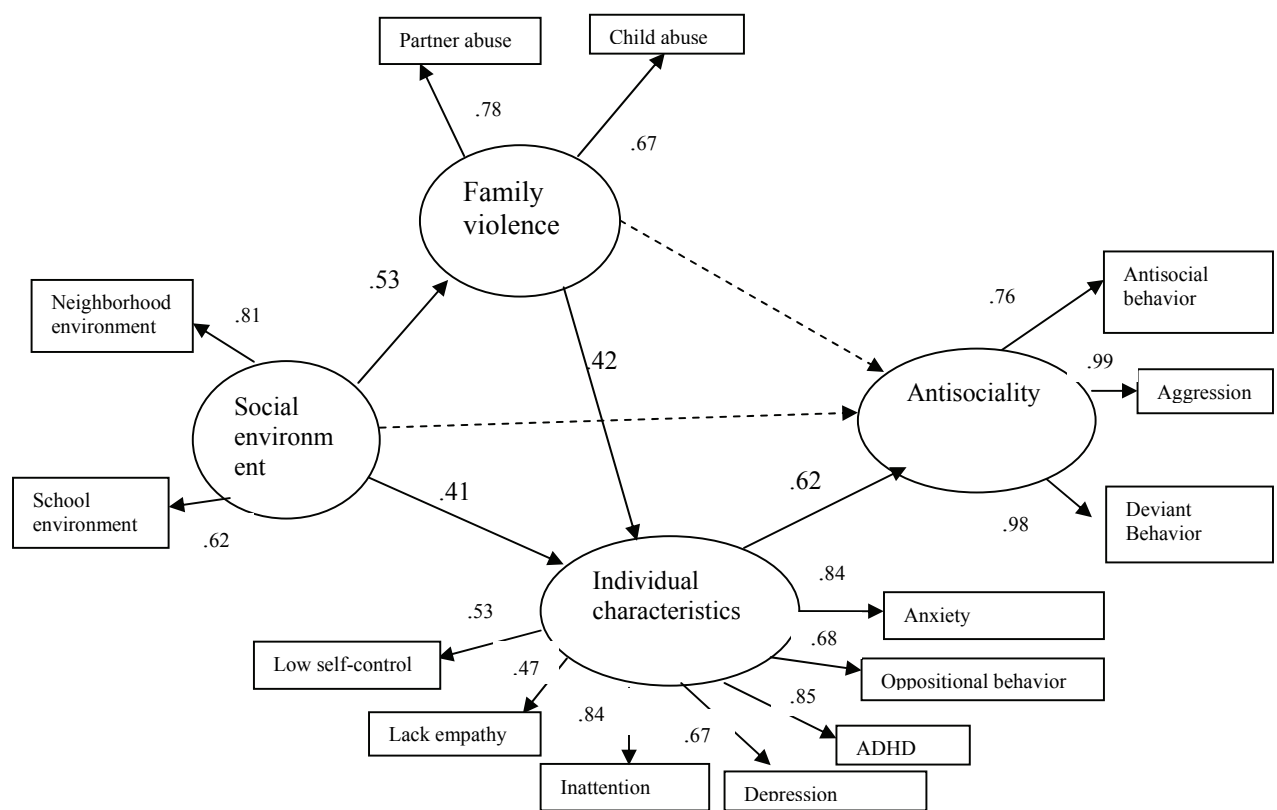 Partner abuse
Child abuse
.78
.67
Family
violence
Neighborhood
environment
.81
.53
.76
Antisocial
behavior
.42
.99
Antisociality
Aggression
Social
environm
ent
School
environment
.62
.41
.62
.98
Deviant
Behavior
Individual
characteristics
.84
Anxiety
.53
.68
Low self-control
.47
Oppositional behavior
.85
Lack empathy
.84
.67
ADHD
Inattention
Depression